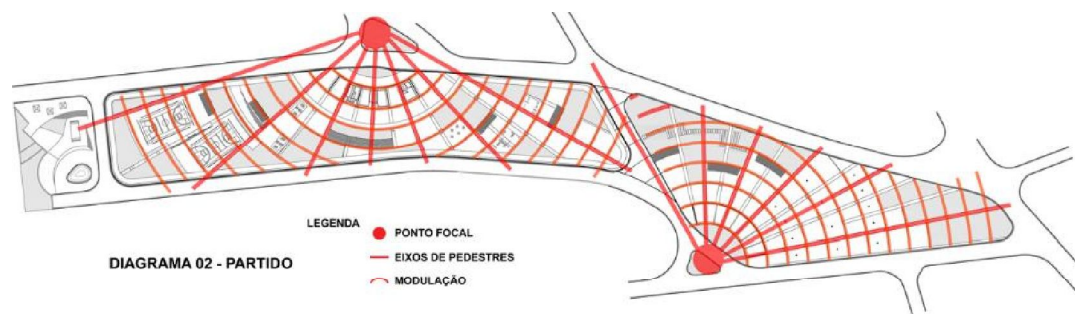 LEGENDA
PONTO FOCAL
EIXOS DE PEDESTRES
DIAGRAMA 02 - PARTIDO
MODULAÇÃO